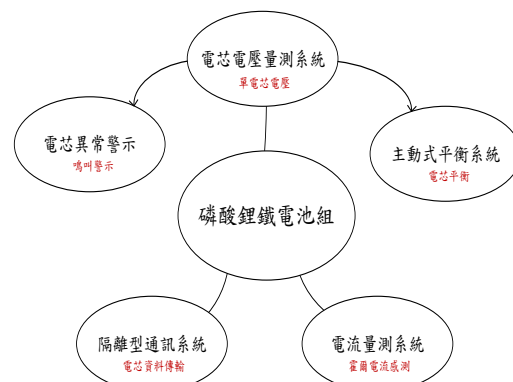 電芯電壓量測系統
單電芯電壓
電芯異常警示
鳴叫警示
主動式平衡系統
電芯平衡
磷酸鋰鐵電池組
隔離型通訊系統
電芯資料傳輸
電流量測系統
霍爾電流感測